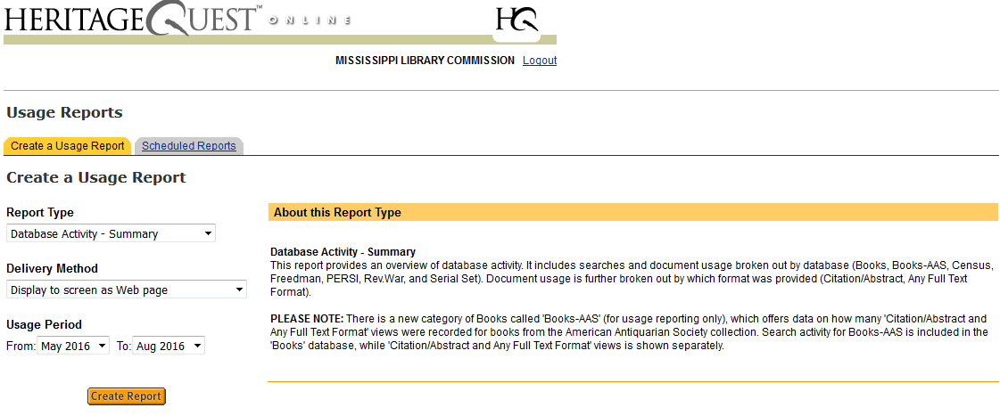 HERITAGEQUEST™ ONLINE HQ
MISSISSIPPI LIBRARY COMMISSION Logout
Usage Reports
Create a Usage Report Scheduled Reports
Create a Usage Report
Report Type
Database Activity - Summary
Delivery Method
Display to screen as Web page
Usage Period
From: May 2016 To: Aug 2016
Create Report
About this Report Type
Database Activity - Summary
This report provides an overview of database activity. It includes searches and document usage broken out by database (Books, Books-AAS, Census,
Freedman, PERSI, Rev.War, and Serial Set). Document usage is further broken out by which format was provided (Citation/Abstract, Any Full Text
Format).
PLEASE NOTE: There is a new category of Books called 'Books-AAS' (for usage reporting only), which offers data on how many 'Citation/Abstract and
Any Full Text Format' views were recorded for books from the American Antiquarian Society collection. Search activity for Books-AAS is included in the
'Books' database, while 'Citation/Abstract and Any Full Text Format' views is shown separately.